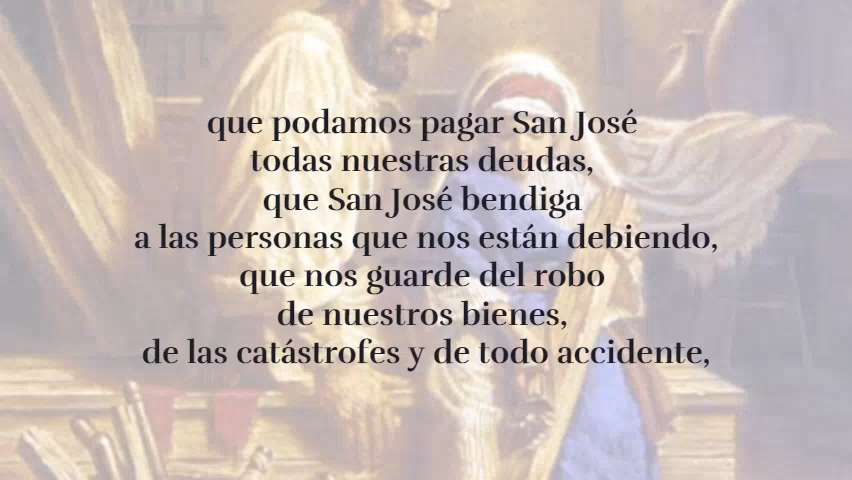 que podamos pagar San José
todas nuestras deudas,
que San José bendiga
a las personas que nos están debiendo,
que nos guarde del robo
de nuestros bienes,
de las catástrofes y de todo accidente,